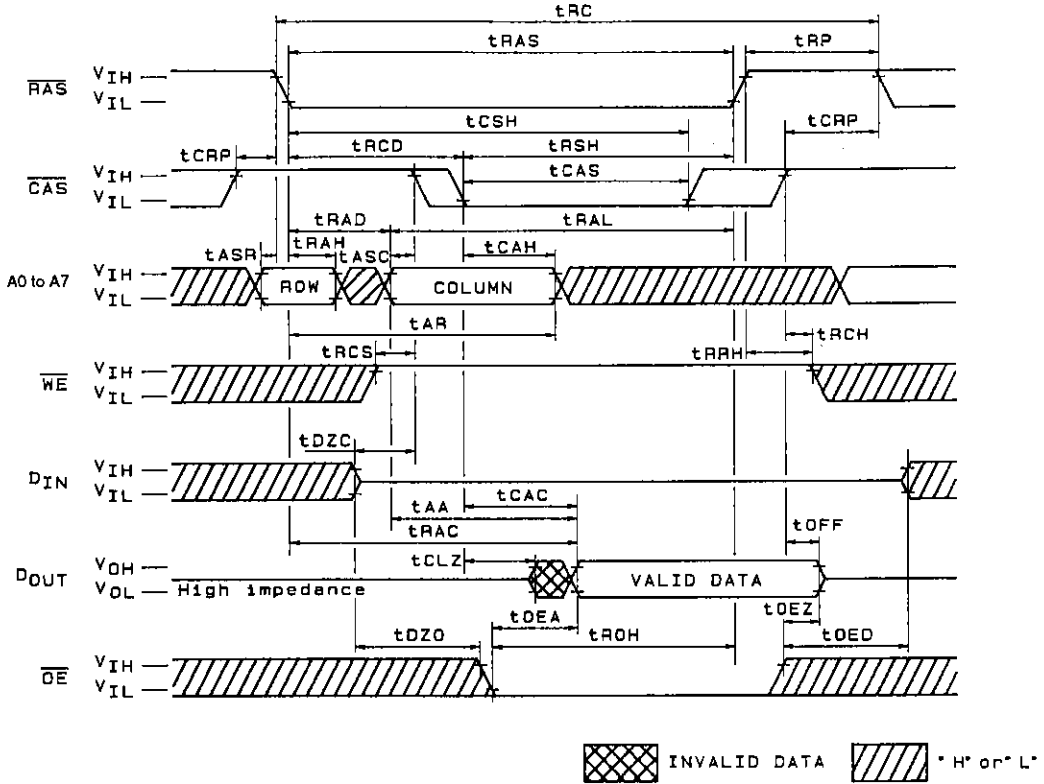 tRC
tRAS tRP
RAS VIH
VIL
tCSH tCRP
tCRP tRCD tRSH
CAS VIH tCAS
VIL
tRAD tRAL
tASR tRAH tASC tCAH
A0 to A7 VIH ROW COLUMN
VIL
tAR tRCH
tRCS tRRH
WE VIH
VIL
tDZC
DIN VIH
VIL
tCAC
tAA
tRAC tOFF
tCLZ
DOUT VOH VALID DATA
VOL High impedance
tOEA tOEZ
tDZO tROH tOED
OE VIH
VIL
INVALID DATA "H" or "L"